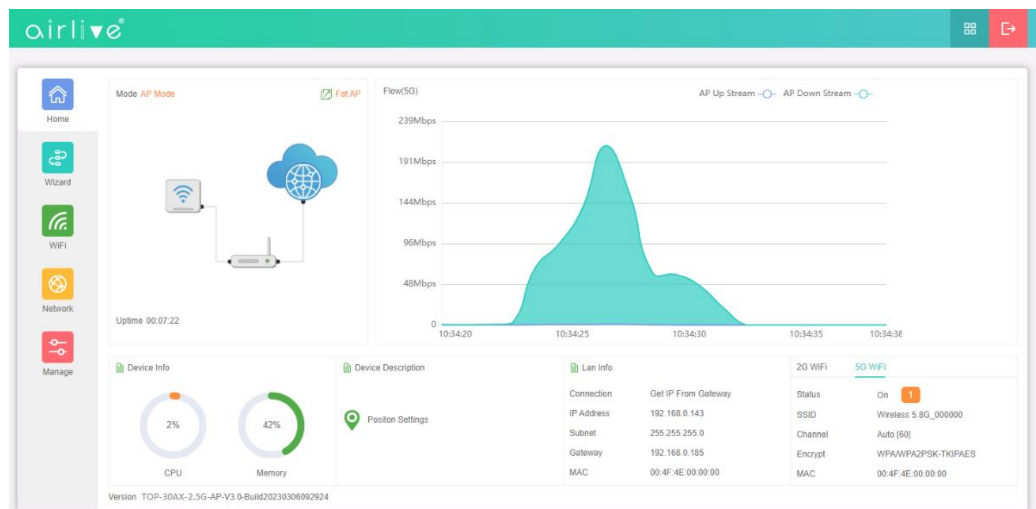 airlive®
Home
Wizard
WiFi
Network
Manage
Mode AP Mode
Fat AP
Uptime 00:07:22
Flow(5G)
AP Up Stream
AP Down Stream
239Mbps
191Mbps
144Mbps
96Mbps
48Mbps
0
10:34:20
10:34:25
10:34:30
10:34:35
10:34:38
Device Info
2%
42%
CPU
Memory
Device Description
Positon Settings
Lan Info
Connection Get IP From Gateway
IP Address 192.168.0.143
Subnet 255.255.255.0
Gateway 192.168.0.185
MAC 00:4F:4E:00:00:00
2G WiFi 5G WiFi
Status On 1
SSID Wireless 5.8G_000000
Channel Auto [60]
Encrypt WPA/WPA2PSK-TKIPAES
MAC 00:4F:4E:00:00:00
Version TOP-30AX-2.5G-AP-V3.0-Build20230306092924